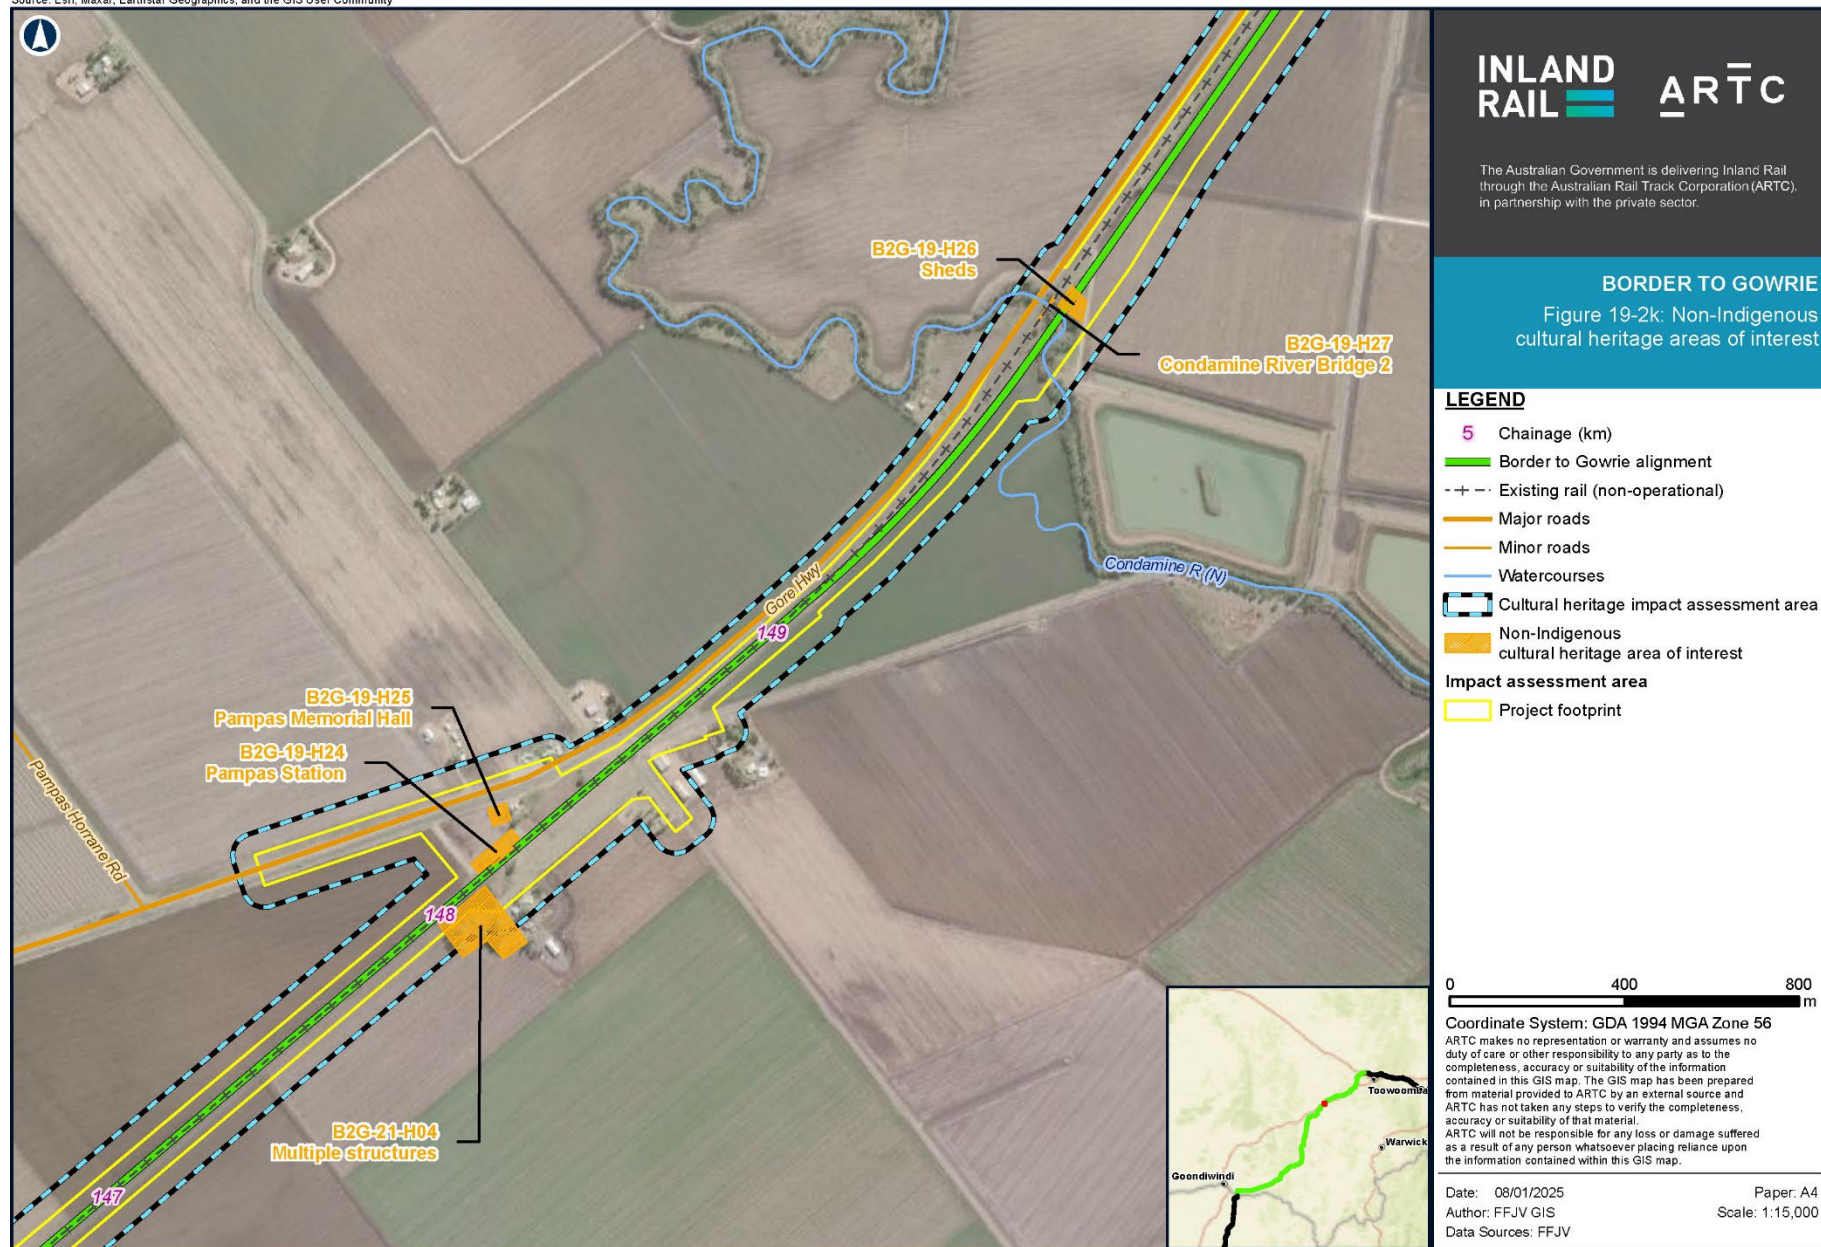 Source: Esri, Maxar, Earthstar Geographics, and the GIS User Community
INLAND
RAIL
ARTC
The Australian Government is delivering Inland Rail
through the Australian Rail Track Corporation (ARTC),
in partnership with the private sector.
BORDER TO GOWRIE
Figure 19-2k: Non-Indigenous
cultural heritage areas of interest
LEGEND
5 Chainage (km)
Border to Gowrie alignment
Existing rail (non-operational)
Major roads
Minor roads
Watercourses
Cultural heritage impact assessment area
Non-Indigenous
cultural heritage area of interest
Impact assessment area
Project footprint
B2G-19-H26
Sheds
B2G-19-H27
Condamine River Bridge 2
Condamine R (N)
Gore Hwy
149
B2G-19-H25
Pampas Memorial Hall
B2G-19-H24
Pampas Station
Pampas Horrane Rd
148
B2G-21-H04
Multiple structures
147
Toowoomba
Warwick
Goondiwindi
0 400 800
m
Coordinate System: GDA 1994 MGA Zone 56
ARTC makes no representation or warranty and assumes no
duty of care or other responsibility to any party as to the
completeness, accuracy or suitability of the information
contained in this GIS map. The GIS map has been prepared
from material provided to ARTC by an external source and
ARTC has not taken any steps to verify the completeness,
accuracy or suitability of that material.
ARTC will not be responsible for any loss or damage suffered
as a result of any person whatsoever placing reliance upon
the information contained within this GIS map.
Date: 08/01/2025 Paper: A4
Author: FFJV GIS Scale: 1:15,000
Data Sources: FFJV